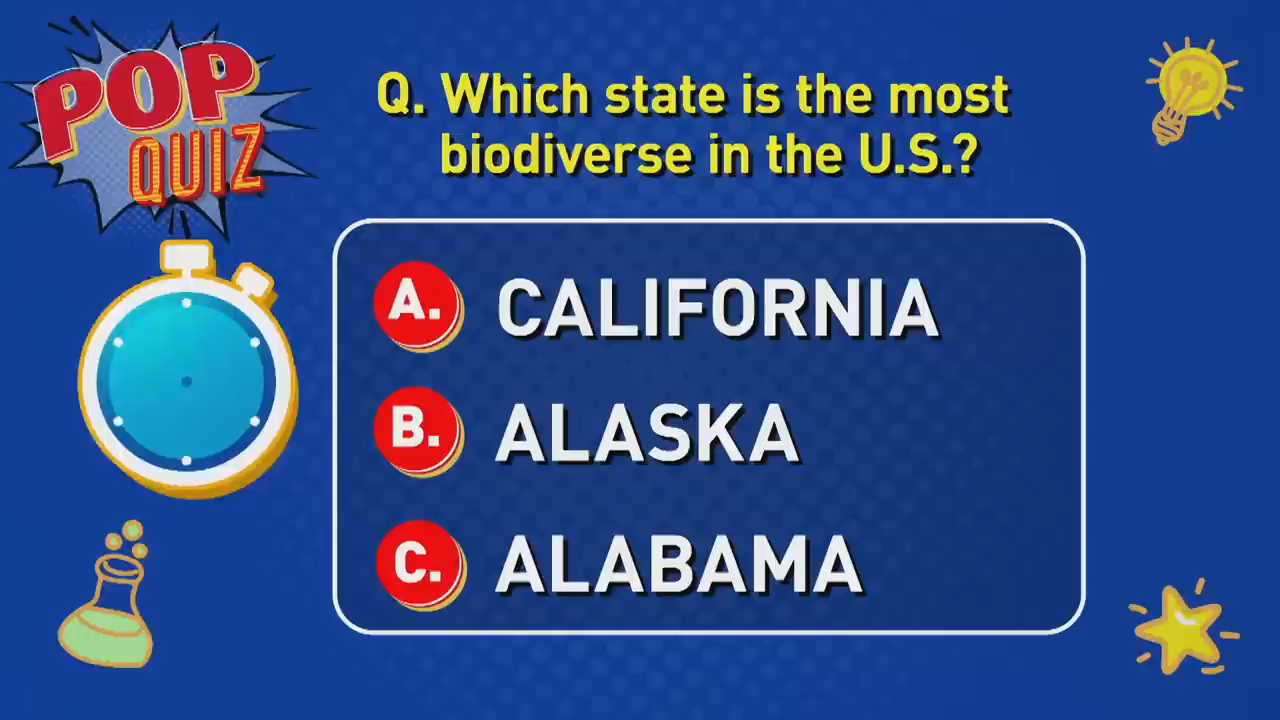 POP
QUIZ
Q. Which state is the most
biodiverse in the U.S.?
A. CALIFORNIA
B. ALASKA
C. ALABAMA